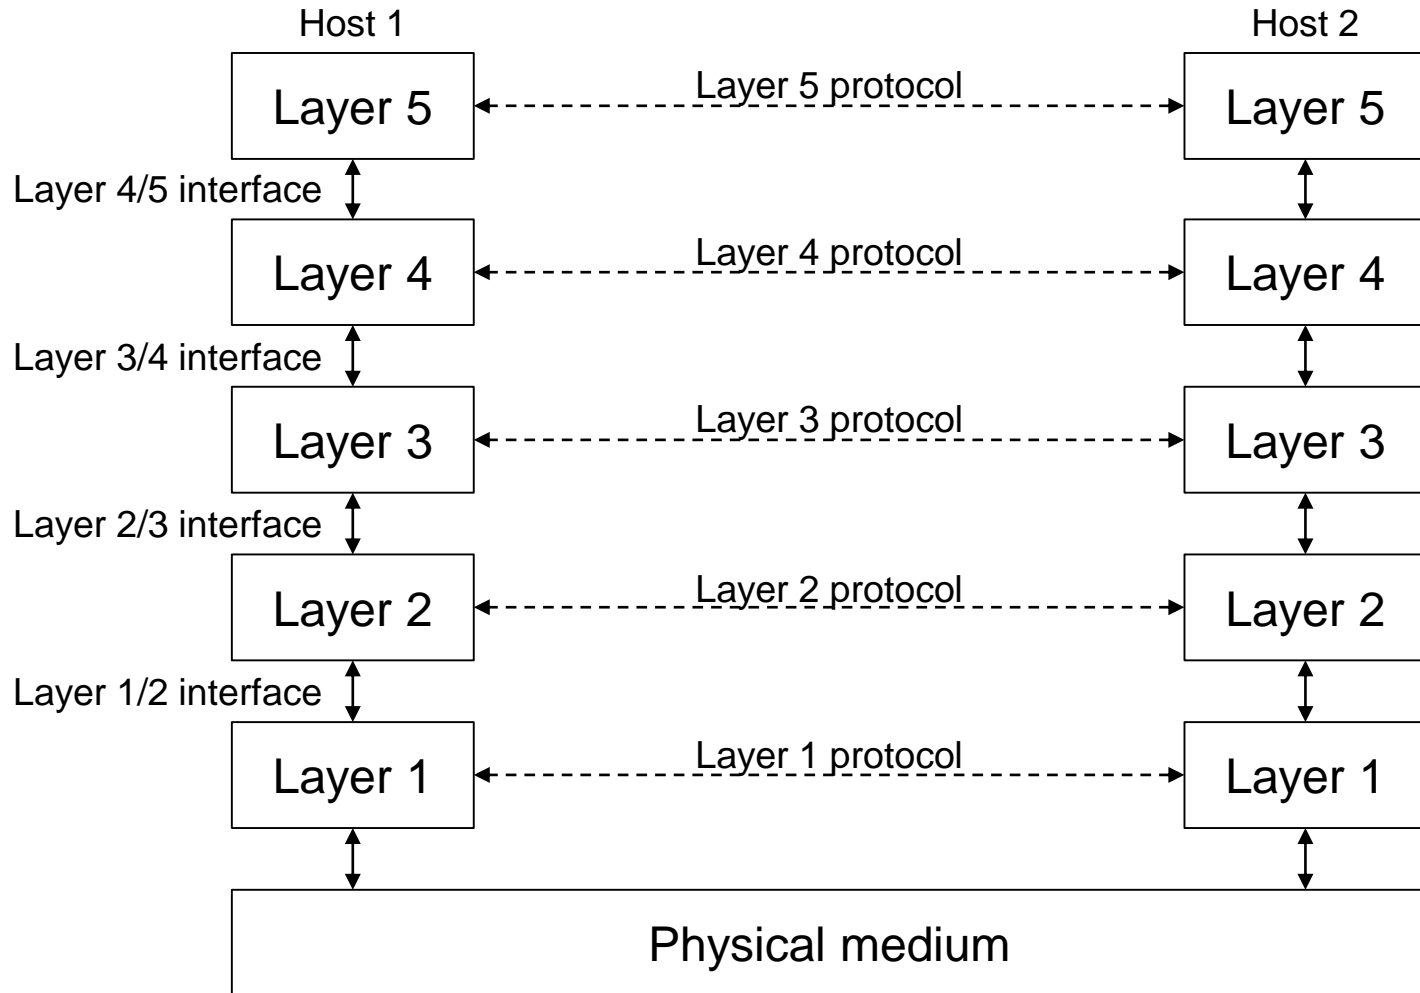 Host 1
Host 2
Layer 5
Layer 5 protocol
Layer 5
Layer 4/5 interface
Layer 4
Layer 4 protocol
Layer 4
Layer 3/4 interface
Layer 3
Layer 3 protocol
Layer 3
Layer 2/3 interface
Layer 2
Layer 2 protocol
Layer 2
Layer 1/2 interface
Layer 1
Layer 1 protocol
Layer 1
Physical medium